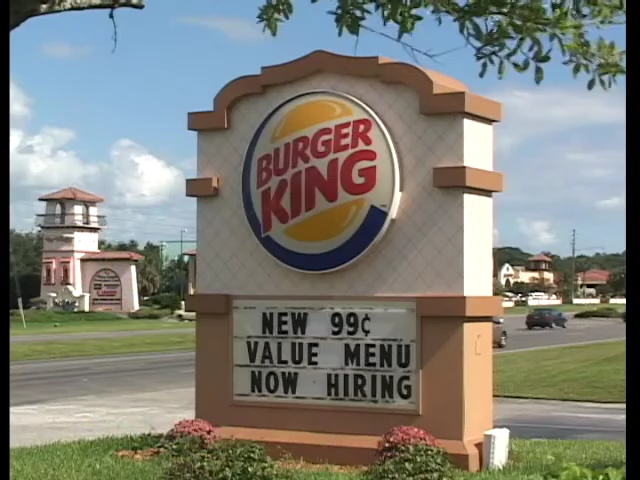 BURGER
KING
NEW 99¢
VALUE MENU
NOW HIRING